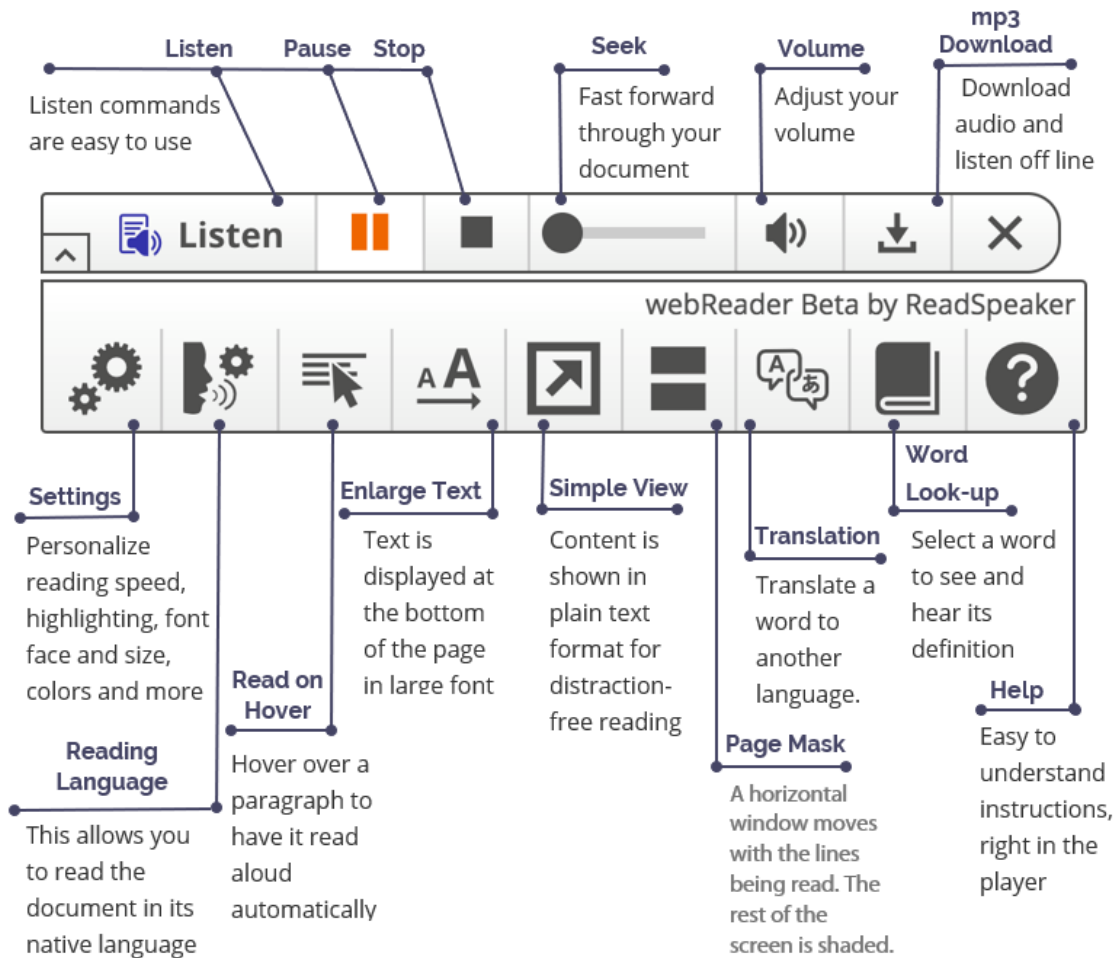 Listen
Pause
Stop
Listen commands
are easy to use
Seek
Fast forward
through your
document
Volume
Adjust your
volume
mp3
Download
Download
audio and
listen off line
Listen
webReader Beta by ReadSpeaker
A A
A あ
?
Settings
Personalize
reading speed,
highlighting, font
face and size,
colors and more
Reading
Language
This allows you
to read the
document in its
native language
Read on
Hover
Hover over a
paragraph to
have it read
aloud
automatically
Enlarge Text
Text is
displayed at
the bottom
of the page
in large font
Simple View
Content is
shown in
plain text
format for
distraction-
free reading
Page Mask
A horizontal
window moves
with the lines
being read. The
rest of the
screen is shaded.
Translation
Translate a
word to
another
language.
Word
Look-up
Select a word
to see and
hear its
definition
Help
Easy to
understand
instructions,
right in the
player